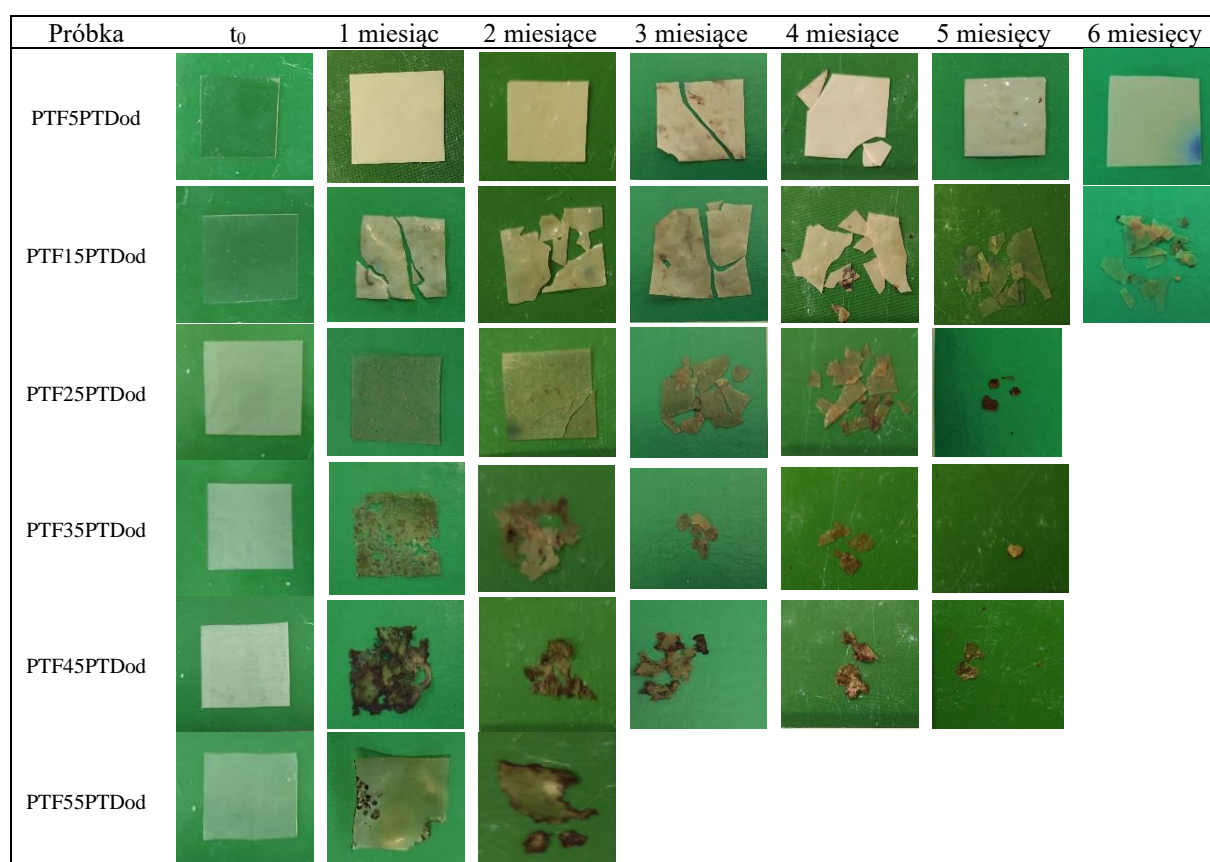 Próbka t₀ 1 miesiąc 2 miesiące 3 miesiące 4 miesiące 5 miesięcy 6 miesięcy
PTF5PTDod
PTF15PTDod
PTF25PTDod
PTF35PTDod
PTF45PTDod
PTF55PTDod